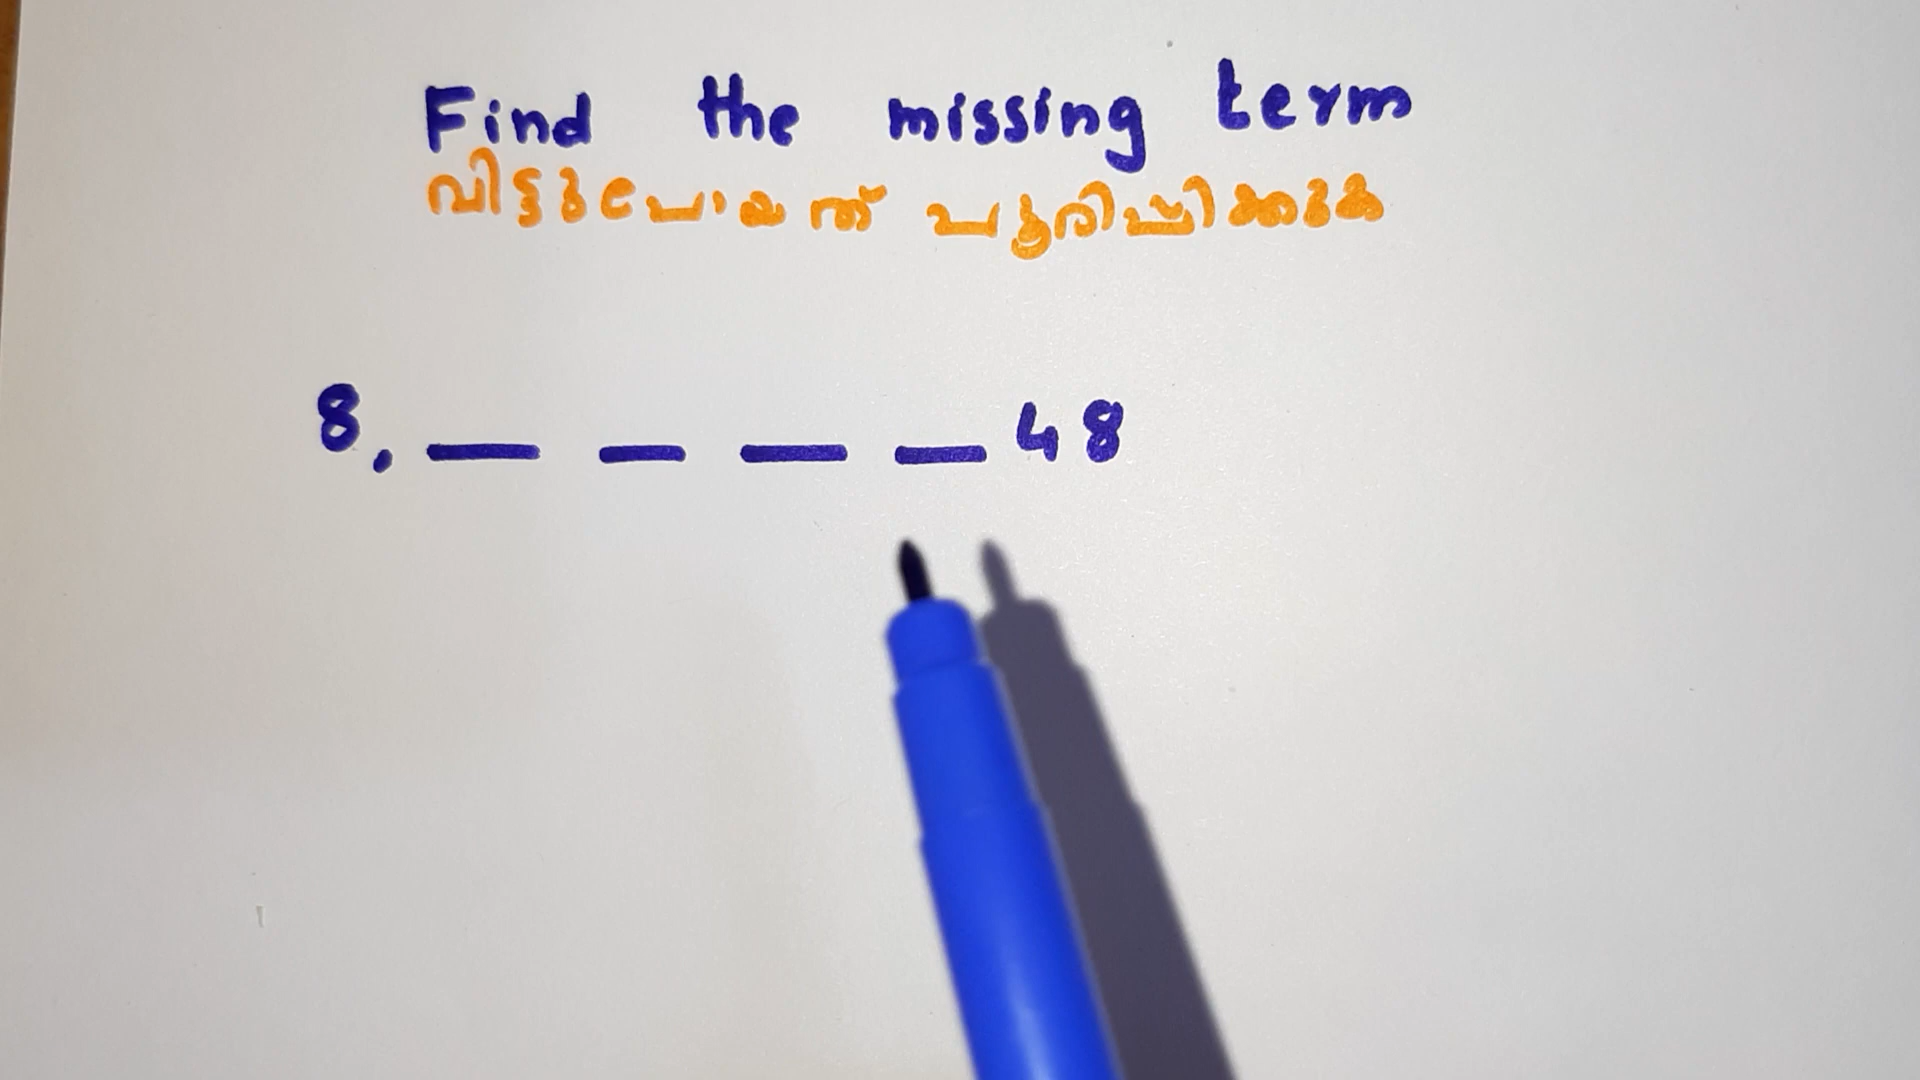 Find the missing term
വിട്ടുപോയത് പൂരിപ്പിക്കുക
8, __ __ __ __ 48